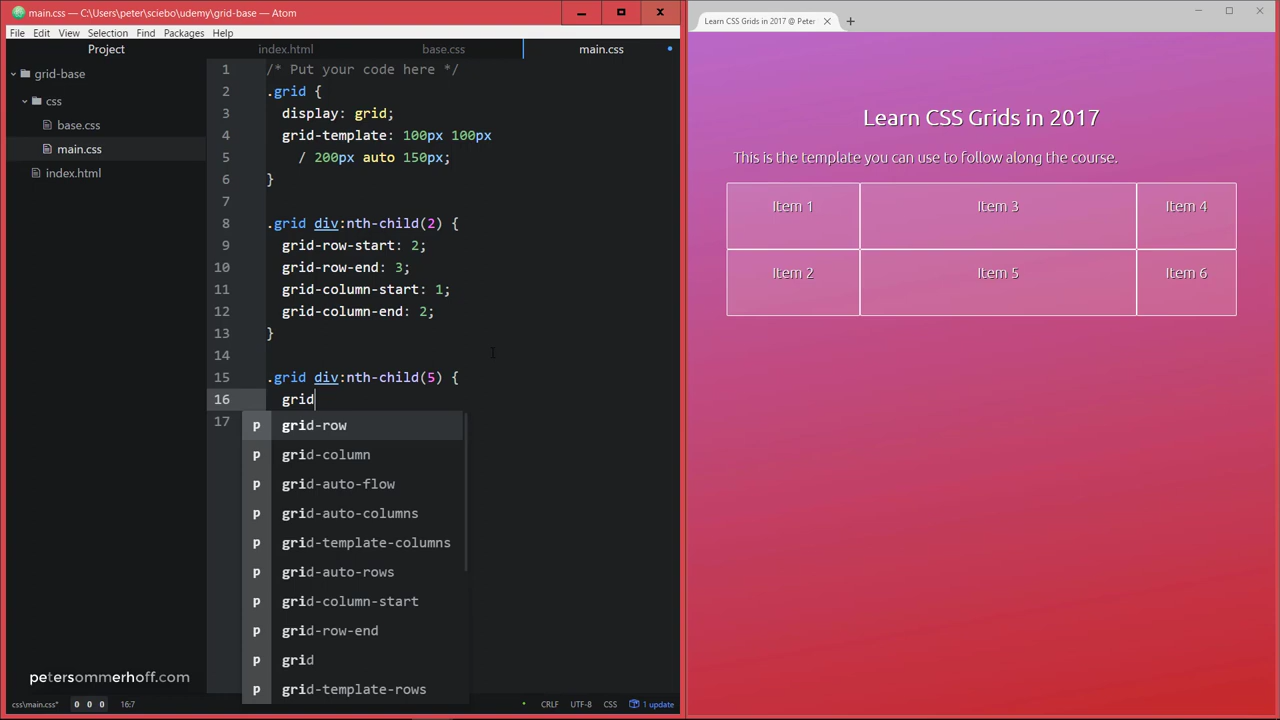 main.css — C:\Users\peter\sciebo\udemy\grid-base — Atom
File Edit View Selection Find Packages Help
Project
index.html
base.css
main.css
grid-base
css
base.css
main.css
index.html
1 /* Put your code here */
2 .grid {
3 display: grid;
4 grid-template: 100px 100px
5 / 200px auto 150px;
6 }
7
8 .grid div:nth-child(2) {
9 grid-row-start: 2;
10 grid-row-end: 3;
11 grid-column-start: 1;
12 grid-column-end: 2;
13 }
14
15 .grid div:nth-child(5) {
16 grid
17
p grid-row
p grid-column
p grid-auto-flow
p grid-auto-columns
p grid-template-columns
p grid-auto-rows
p grid-column-start
p grid-row-end
p grid
p grid-template-rows
petersommerhoff.com
css\main.css* 0 0 0 16:7 CRLF UTF-8 CSS 1 update
Learn CSS Grids in 2017 @ Peter
Learn CSS Grids in 2017
This is the template you can use to follow along the course.
Item 1 Item 3 Item 4
Item 2 Item 5 Item 6